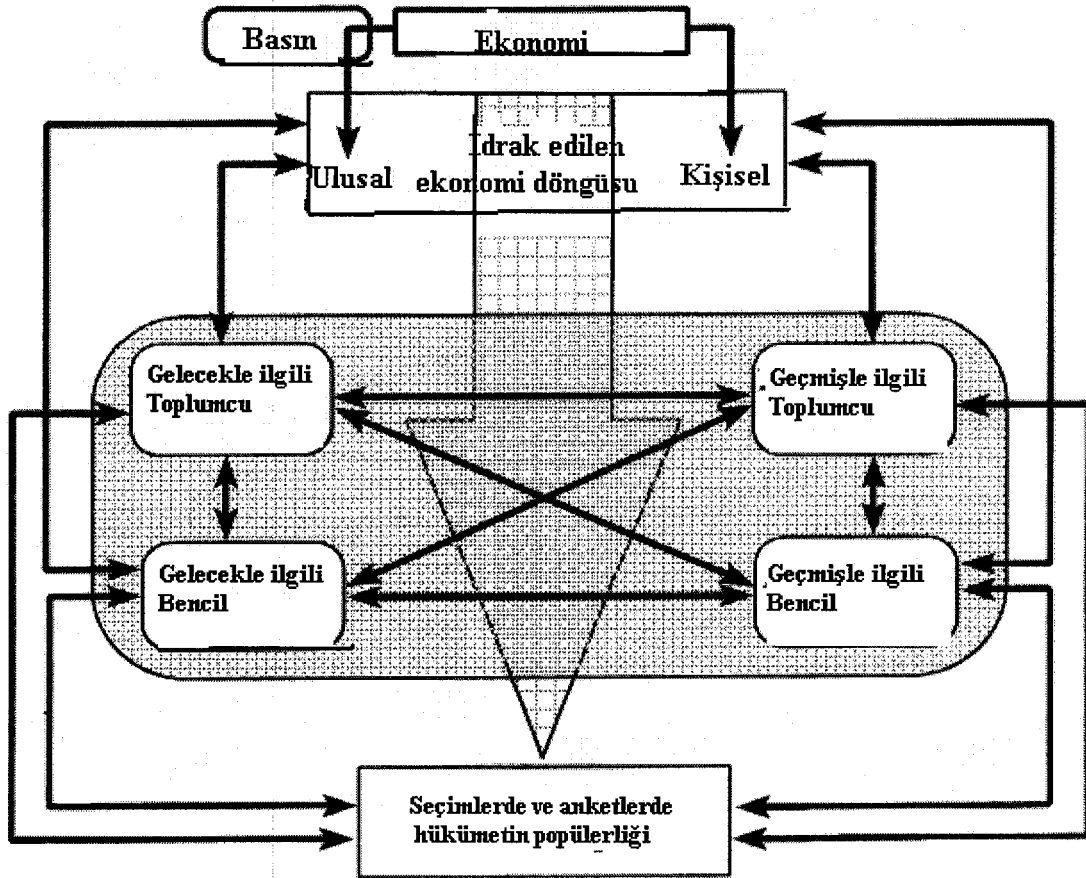 Basın
Ekonomi
İdrak edilen
Ulusal
ekonomi döngüsu
Kişisel
Gelecekle ilgili
Toplumcu
Geçmişle ilgili
Toplumcu
Gelecekle ilgili
Bencil
Geçmişle ilgili
Bencil
Seçimlerde ve anketlerde
hükümetin popülerliği